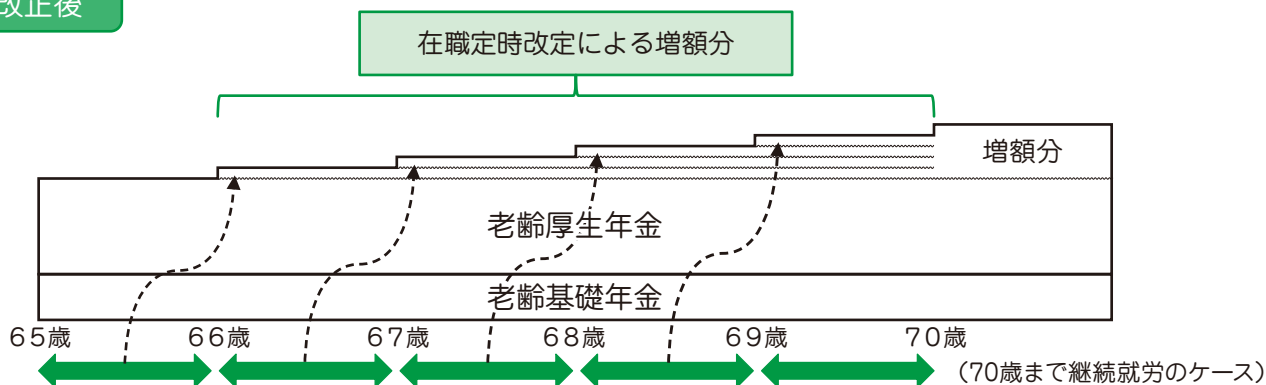 改正後
在職定時改定による増額分
増額分
老齢厚生年金
老齢基礎年金
65歳 66歳 67歳 68歳 69歳 70歳
（70歳まで継続就労のケース）